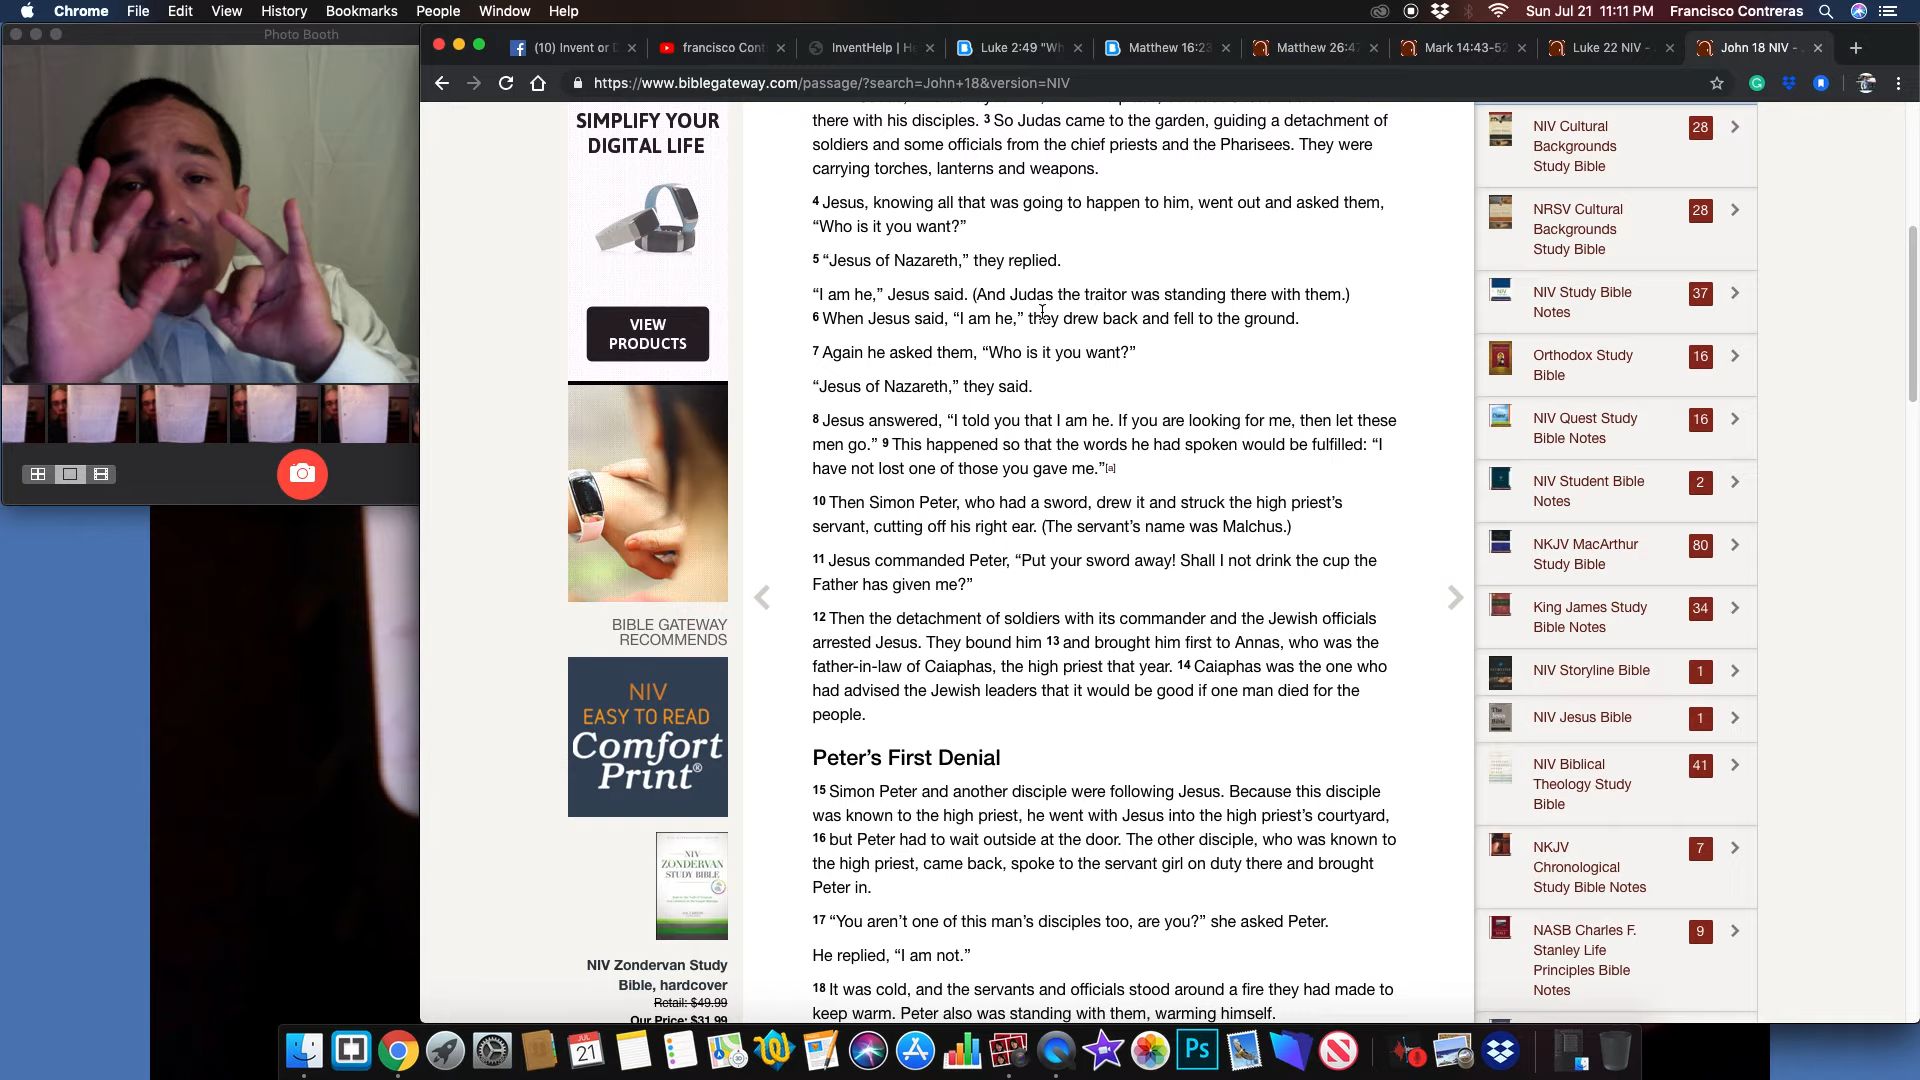 Chrome File Edit View History Bookmarks People Window Help
Sun Jul 21 11:11 PM Francisco Contreras
Photo Booth
(10) Invent or
francisco Cont
InventHelp | H
Luke 2:49 "Wh
Matthew 16:23
Matthew 26:47
Mark 14:43-52
Luke 22 NIV -
John 18 NIV -
https://www.biblegateway.com/passage/?search=John+18&version=NIV
SIMPLIFY YOUR
DIGITAL LIFE
VIEW
PRODUCTS
BIBLE GATEWAY
RECOMMENDS
NIV
EASY TO READ
Comfort
Print®
NIV
ZONDERVAN
STUDY BIBLE
NIV Zondervan Study
Bible, hardcover
Retail: $49.99
Our Price: $31.99
there with his disciples. 3 So Judas came to the garden, guiding a detachment of
soldiers and some officials from the chief priests and the Pharisees. They were
carrying torches, lanterns and weapons.
4 Jesus, knowing all that was going to happen to him, went out and asked them,
“Who is it you want?”
5 “Jesus of Nazareth,” they replied.
“I am he,” Jesus said. (And Judas the traitor was standing there with them.)
6 When Jesus said, “I am he,” they drew back and fell to the ground.
7 Again he asked them, “Who is it you want?”
“Jesus of Nazareth,” they said.
8 Jesus answered, “I told you that I am he. If you are looking for me, then let these
men go.” 9 This happened so that the words he had spoken would be fulfilled: “I
have not lost one of those you gave me.”[a]
10 Then Simon Peter, who had a sword, drew it and struck the high priest’s
servant, cutting off his right ear. (The servant’s name was Malchus.)
11 Jesus commanded Peter, “Put your sword away! Shall I not drink the cup the
Father has given me?”
12 Then the detachment of soldiers with its commander and the Jewish officials
arrested Jesus. They bound him 13 and brought him first to Annas, who was the
father-in-law of Caiaphas, the high priest that year. 14 Caiaphas was the one who
had advised the Jewish leaders that it would be good if one man died for the
people.
Peter’s First Denial
15 Simon Peter and another disciple were following Jesus. Because this disciple
was known to the high priest, he went with Jesus into the high priest’s courtyard,
16 but Peter had to wait outside at the door. The other disciple, who was known to
the high priest, came back, spoke to the servant girl on duty there and brought
Peter in.
17 “You aren’t one of this man’s disciples too, are you?” she asked Peter.
He replied, “I am not.”
18 It was cold, and the servants and officials stood around a fire they had made to
keep warm. Peter also was standing with them, warming himself.
NIV Cultural
Backgrounds
Study Bible
28
NRSV Cultural
Backgrounds
Study Bible
28
NIV Study Bible
Notes
37
Orthodox Study
Bible
16
NIV Quest Study
Bible Notes
16
NIV Student Bible
Notes
2
NKJV MacArthur
Study Bible
80
King James Study
Bible Notes
34
NIV Storyline Bible
1
NIV Jesus Bible
1
NIV Biblical
Theology Study
Bible
41
NKJV
Chronological
Study Bible Notes
7
NASB Charles F.
Stanley Life
Principles Bible
Notes
9
JUL
21
Ps